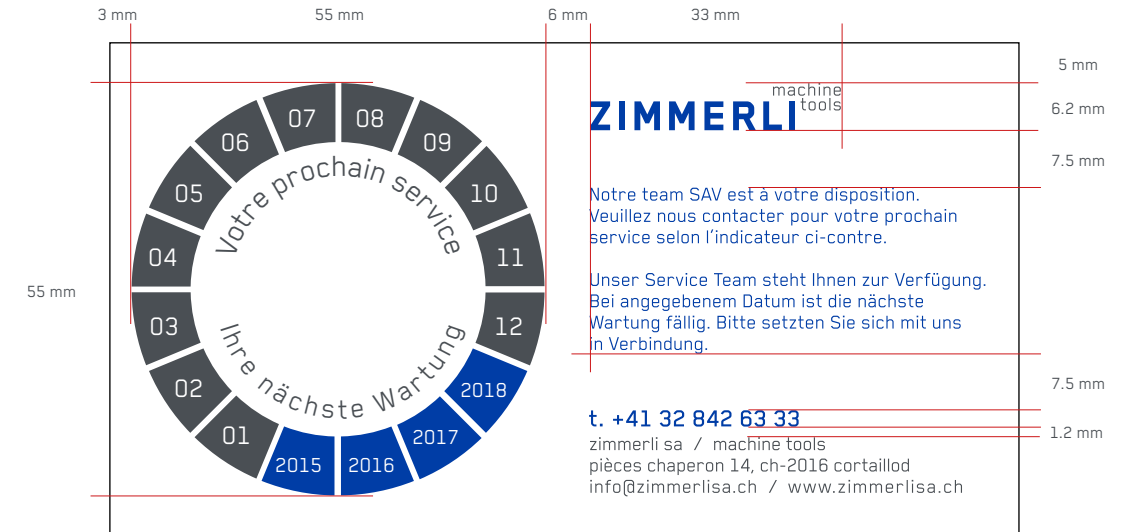 3 mm
55 mm
6 mm
33 mm
5 mm
6.2 mm
7.5 mm
55 mm
7.5 mm
1.2 mm
01
02
03
04
05
06
07
08
09
10
11
12
2018
2017
2016
2015
Votre prochain service
Ihre nächste Wartung
machine
tools
ZIMMERLI
Notre team SAV est à votre disposition.
Veuillez nous contacter pour votre prochain
service selon l'indicateur ci-contre.
Unser Service Team steht Ihnen zur Verfügung.
Bei angegebenem Datum ist die nächste
Wartung fällig. Bitte setzten Sie sich mit uns
in Verbindung.
t. +41 32 842 63 33
zimmerli sa / machine tools
pièces chaperon 14, ch-2016 cortaillod
info@zimmerlisa.ch / www.zimmerlisa.ch